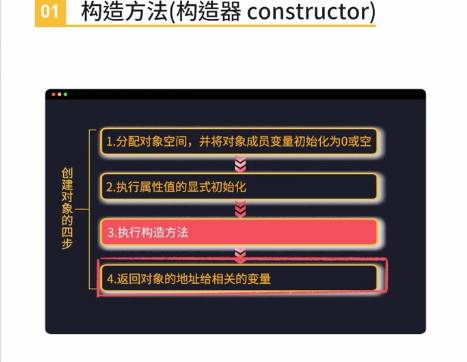 01 构造方法(构造器 constructor)
1.分配对象空间，并将对象成员变量初始化为0或空
2.执行属性值的显式初始化
创建对象的四步
3.执行构造方法
4.返回对象的地址给相关的变量